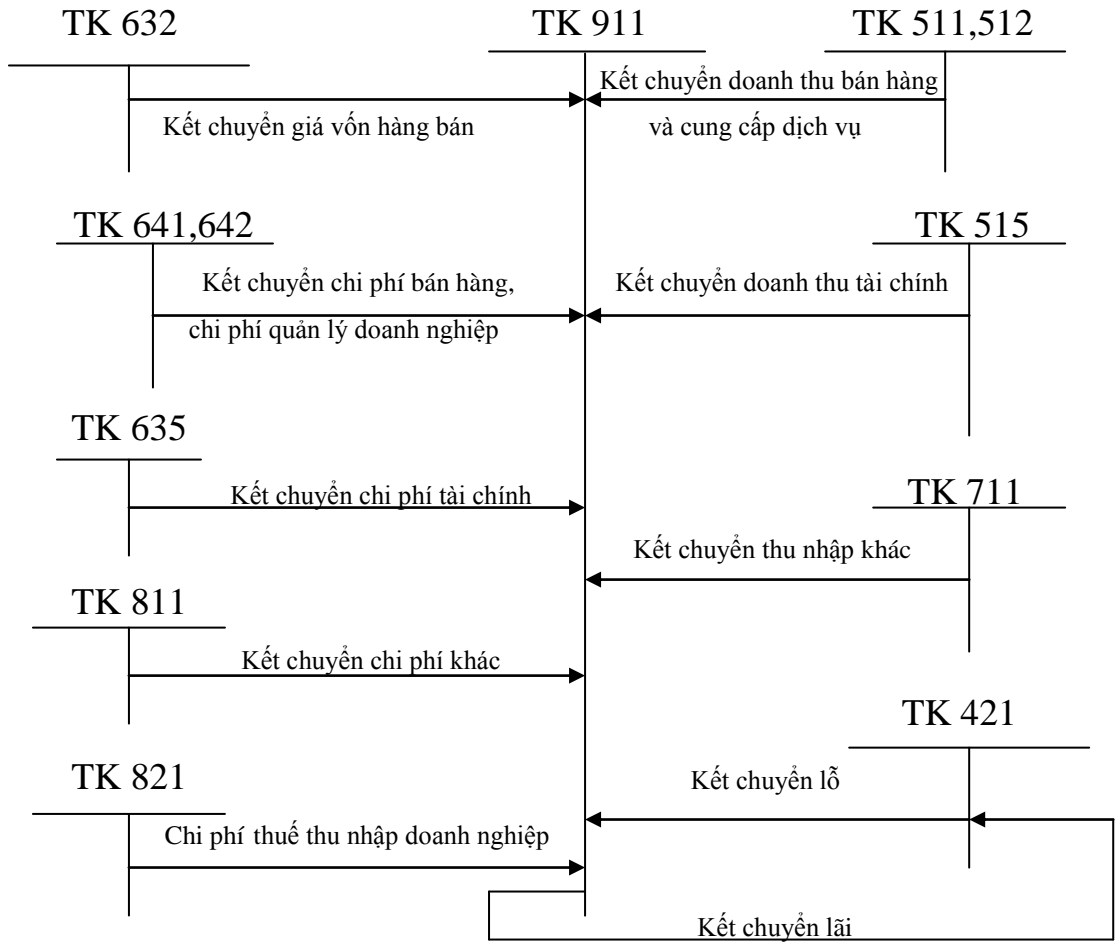 TK 632
TK 911
TK 511,512
Kết chuyển doanh thu bán hàng
Kết chuyển giá vốn hàng bán
và cung cấp dịch vụ
TK 641,642
TK 515
Kết chuyển chi phí bán hàng,
Kết chuyển doanh thu tài chính
chi phí quản lý doanh nghiệp
TK 635
Kết chuyển chi phí tài chính
TK 711
Kết chuyển thu nhập khác
TK 811
Kết chuyển chi phí khác
TK 421
TK 821
Kết chuyển lỗ
Chi phí thuế thu nhập doanh nghiệp
Kết chuyển lãi